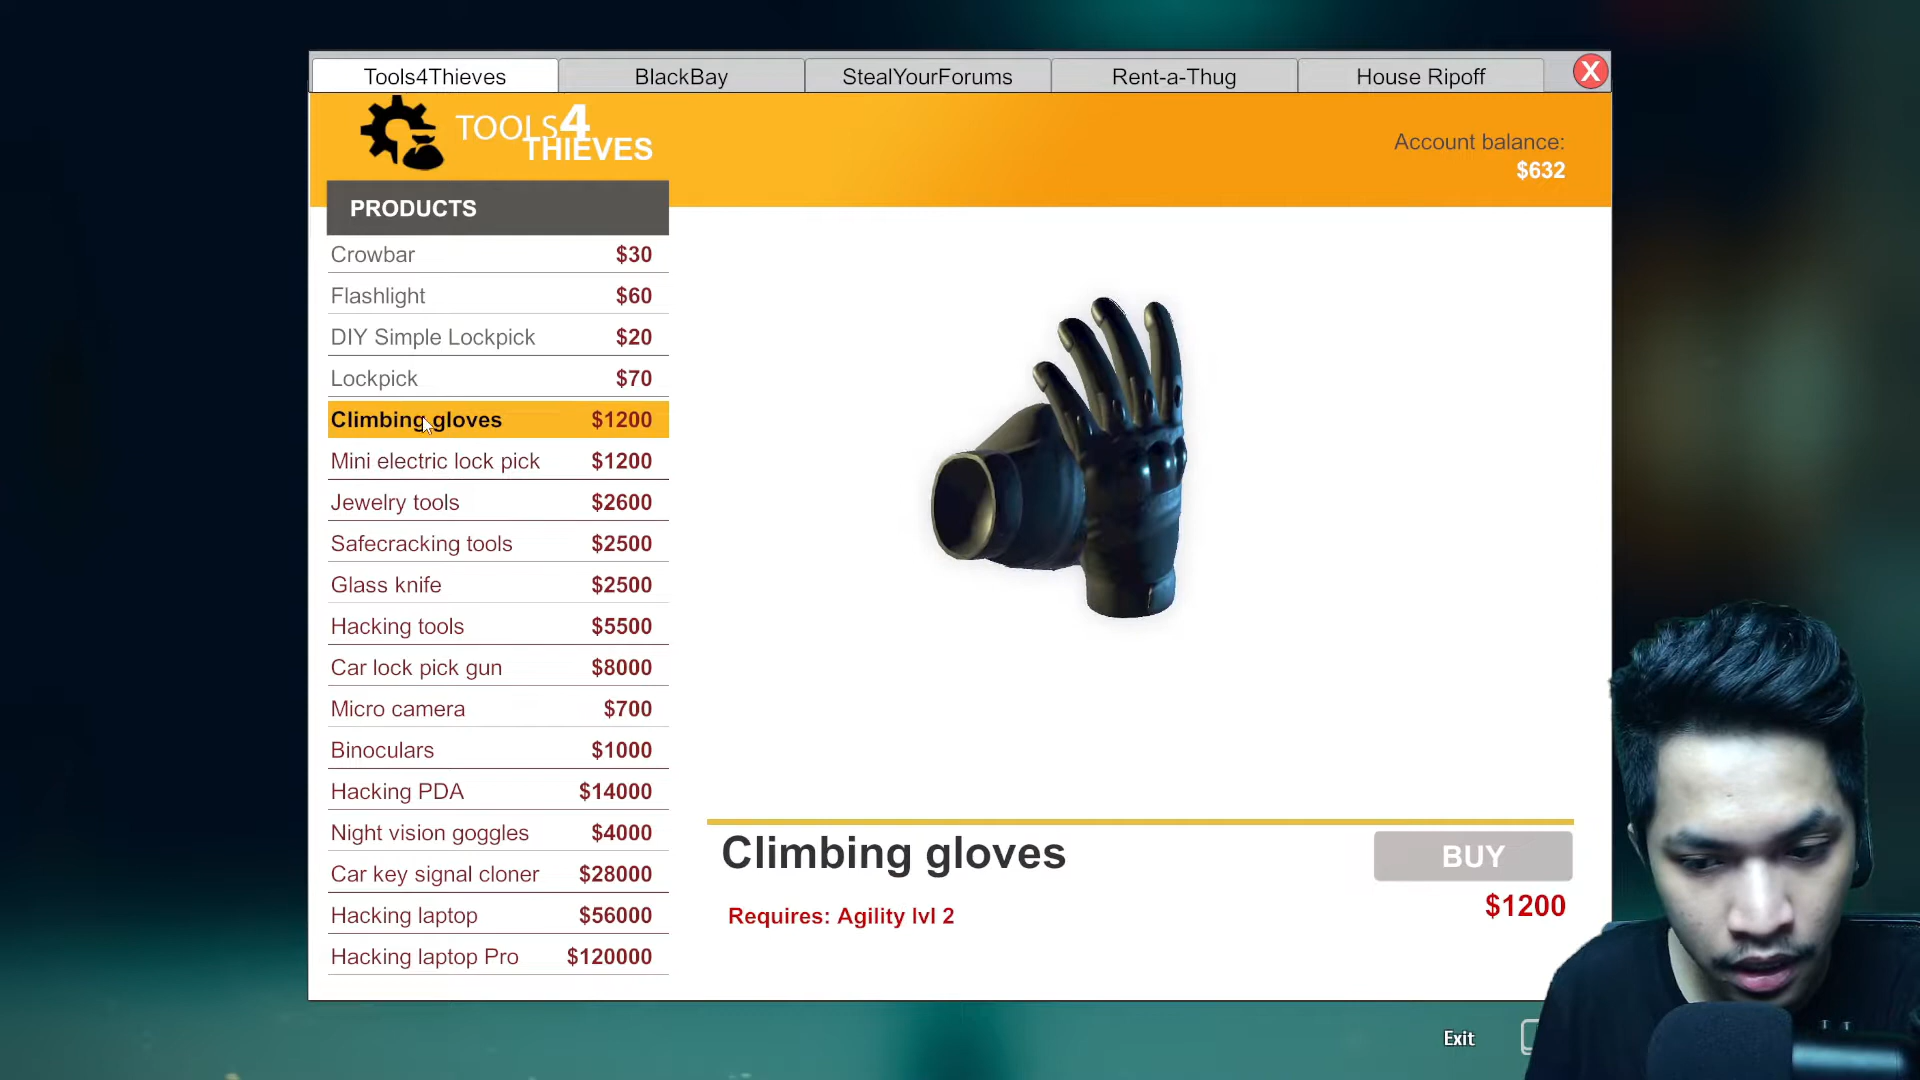 Tools4Thieves
BlackBay
StealYourForums
Rent-a-Thug
House Ripoff
X
TOOLS4
THIEVES
Account balance:
$632
PRODUCTS
Crowbar $30
Flashlight $60
DIY Simple Lockpick $20
Lockpick $70
Climbing gloves $1200
Mini electric lock pick $1200
Jewelry tools $2600
Safecracking tools $2500
Glass knife $2500
Hacking tools $5500
Car lock pick gun $8000
Micro camera $700
Binoculars $1000
Hacking PDA $14000
Night vision goggles $4000
Car key signal cloner $28000
Hacking laptop $56000
Hacking laptop Pro $120000
Climbing gloves
BUY
$1200
Requires: Agility lvl 2
Exit